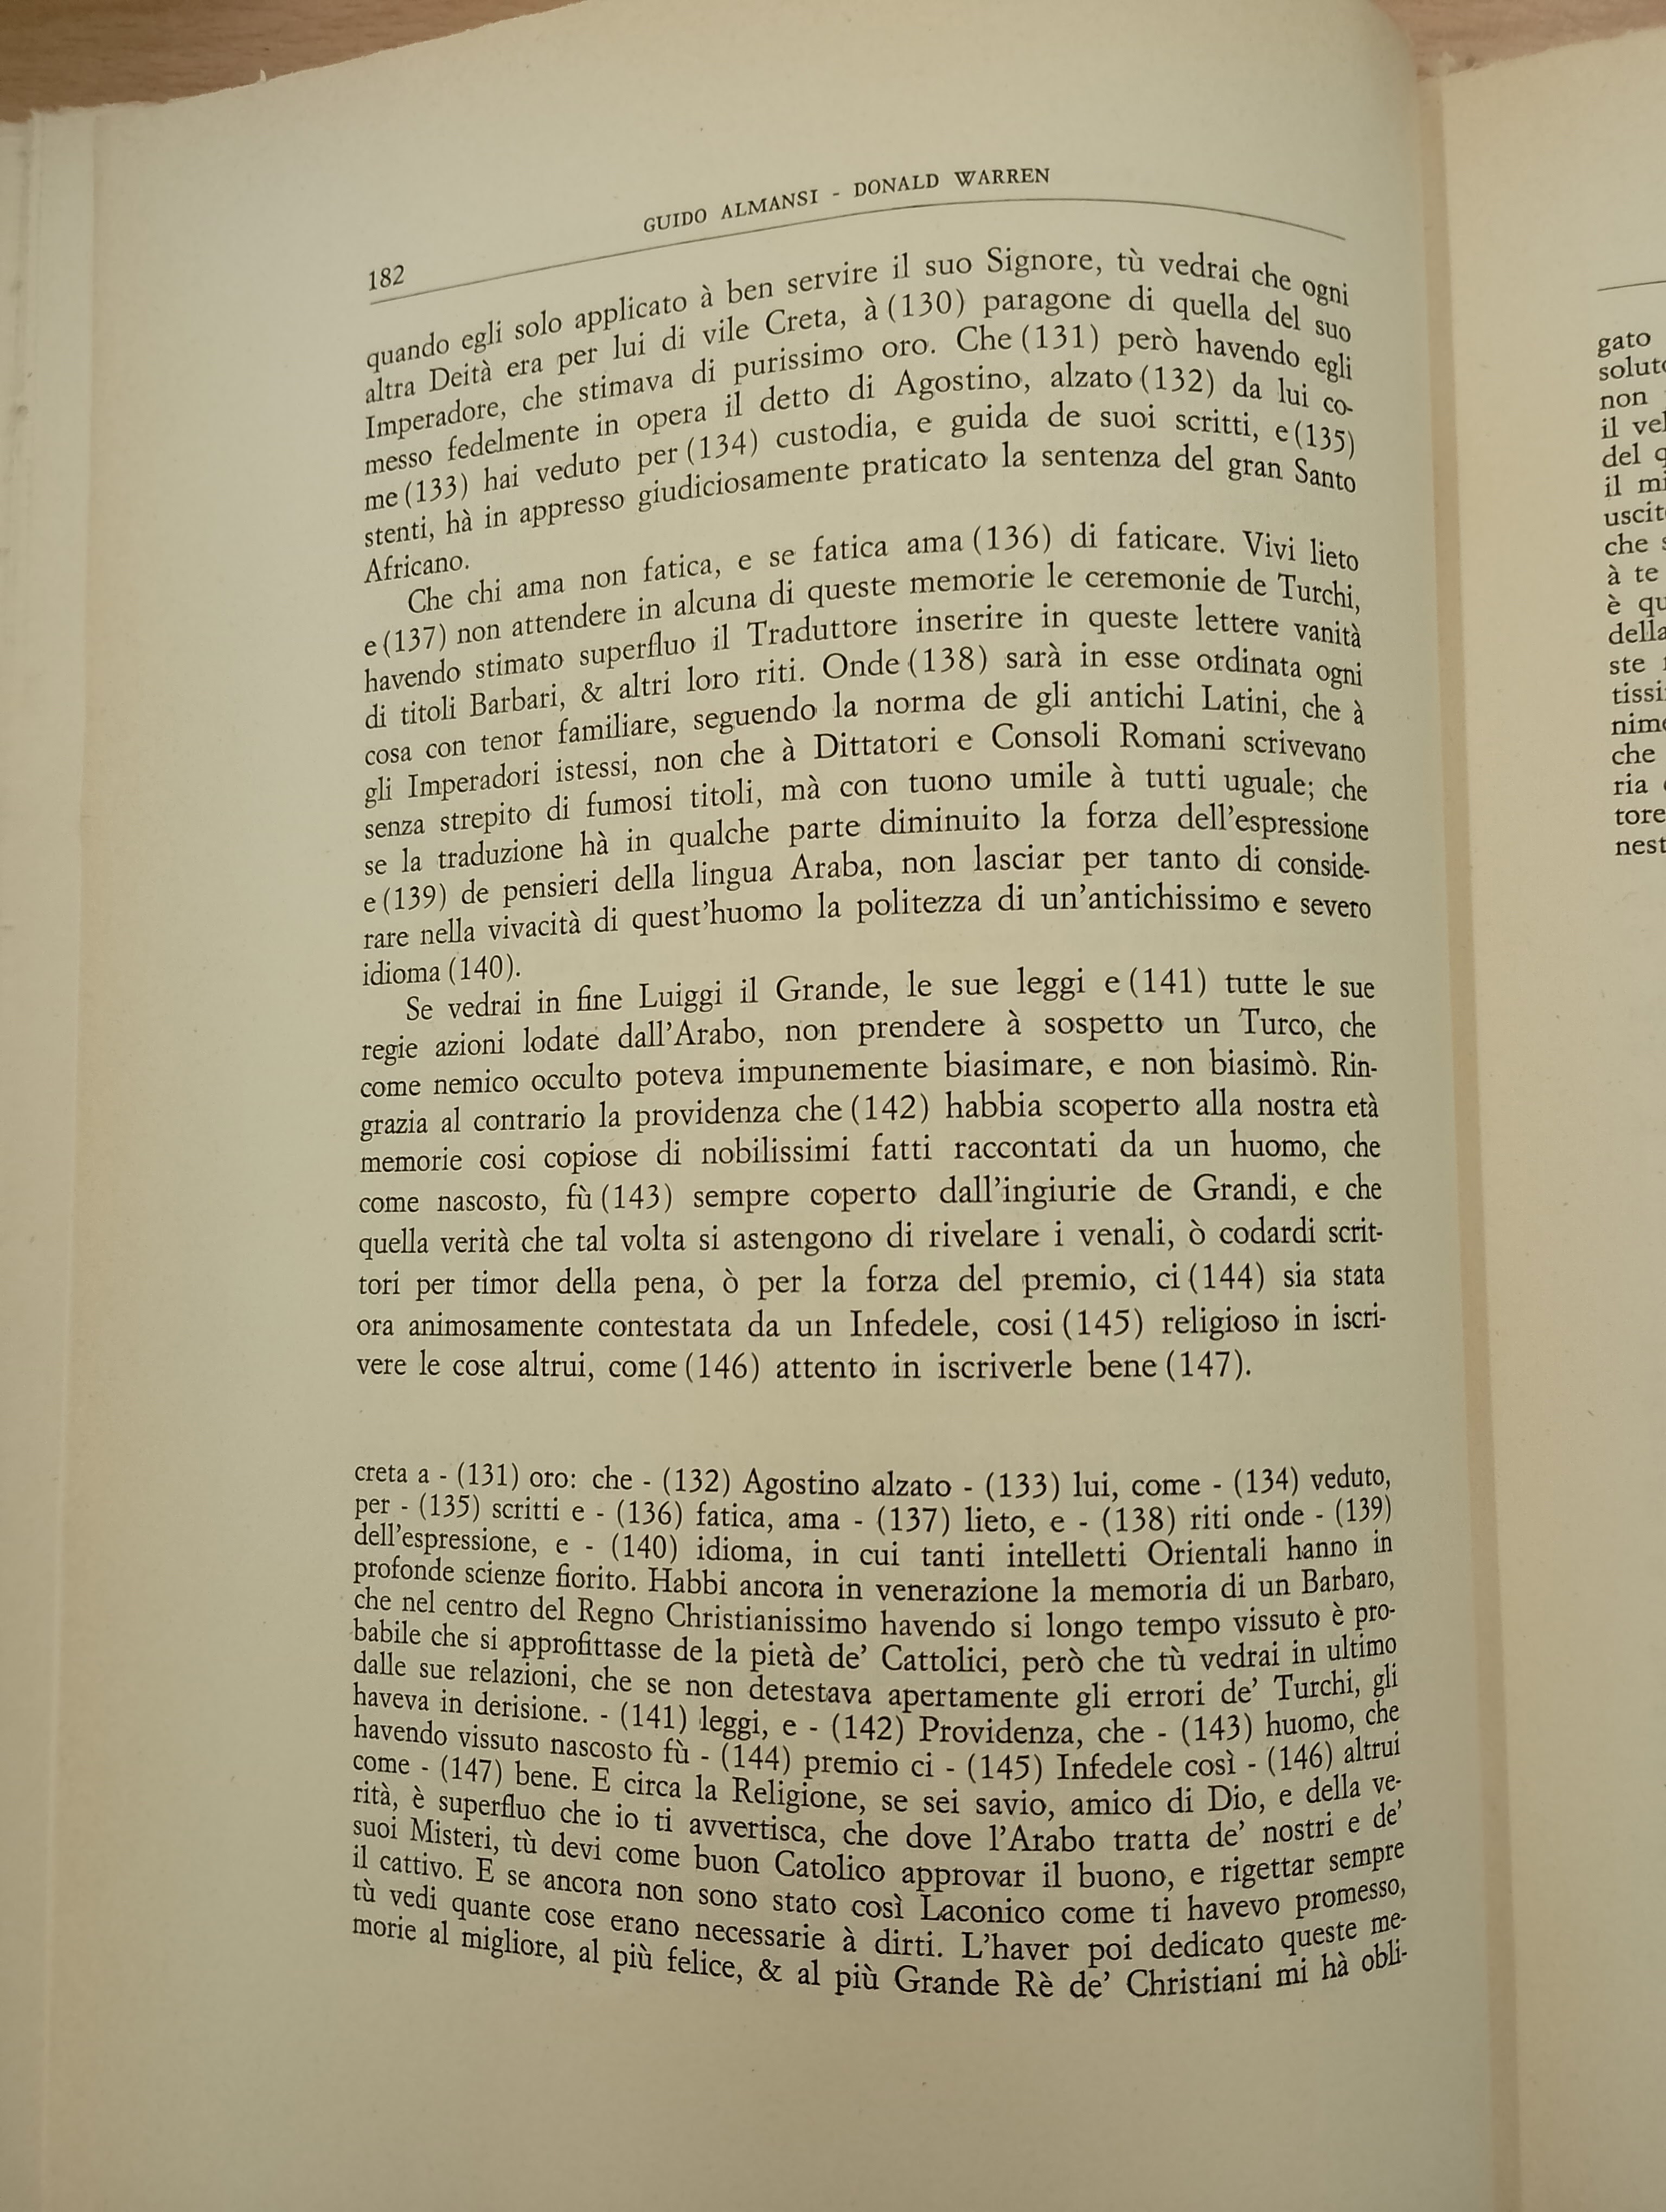 GUIDO ALMANSI - DONALD WARREN
182
quando egli solo applicato à ben servire il suo Signore, tù vedrai che ogni
altra Deità era per lui di vile Creta, à (130) paragone di quella del suo
Imperadore, che stimava di purissimo oro. Che (131) però havendo egli
messo fedelmente in opera il detto di Agostino, alzato (132) da lui co-
me (133) hai veduto per (134) custodia, e guida de suoi scritti, e (135)
stenti, hà in appresso giudiciosamente praticato la sentenza del gran Santo
Africano.
Che chi ama non fatica, e se fatica ama (136) di faticare. Vivi lieto
e (137) non attendere in alcuna di queste memorie le ceremonie de Turchi,
havendo stimato superfluo il Traduttore inserire in queste lettere vanità
di titoli Barbari, & altri loro riti. Onde (138) sarà in esse ordinata ogni
cosa con tenor familiare, seguendo la norma de gli antichi Latini, che à
gli Imperadori istessi, non che à Dittatori e Consoli Romani scrivevano
senza strepito di fumosi titoli, mà con tuono umile à tutti uguale; che
se la traduzione hà in qualche parte diminuito la forza dell'espressione
e (139) de pensieri della lingua Araba, non lasciar per tanto di conside-
rare nella vivacità di quest'huomo la politezza di un'antichissimo e severo
idioma (140).
Se vedrai in fine Luiggi il Grande, le sue leggi e (141) tutte le sue
regie azioni lodate dall'Arabo, non prendere à sospetto un Turco, che
come nemico occulto poteva impunemente biasimare, e non biasimò. Rin-
grazia al contrario la providenza che (142) habbia scoperto alla nostra età
memorie cosi copiose di nobilissimi fatti raccontati da un huomo, che
come nascosto, fù (143) sempre coperto dall'ingiurie de Grandi, e che
quella verità che tal volta si astengono di rivelare i venali, ò codardi scrit-
tori per timor della pena, ò per la forza del premio, ci (144) sia stata
ora animosamente contestata da un Infedele, cosi (145) religioso in iscri-
vere le cose altrui, come (146) attento in iscriverle bene (147).
creta a - (131) oro: che - (132) Agostino alzato - (133) lui, come - (134) veduto,
per - (135) scritti e - (136) fatica, ama - (137) lieto, e - (138) riti onde - (139)
dell'espressione, e - (140) idioma, in cui tanti intelletti Orientali hanno in
profonde scienze fiorito. Habbi ancora in venerazione la memoria di un Barbaro,
che nel centro del Regno Christianissimo havendo si longo tempo vissuto è pro-
babile che si approfittasse de la pietà de' Cattolici, però che tù vedrai in ultimo
dalle sue relazioni, che se non detestava apertamente gli errori de' Turchi, gli
haveva in derisione. - (141) leggi, e - (142) Providenza, che - (143) huomo, che
havendo vissuto nascosto fù - (144) premio ci - (145) Infedele così - (146) altrui
come - (147) bene. E circa la Religione, se sei savio, amico di Dio, e della ve-
rità, è superfluo che io ti avvertisca, che dove l'Arabo tratta de' nostri e de'
suoi Misteri, tù devi come buon Catolico approvar il buono, e rigettar sempre
il cattivo. E se ancora non sono stato così Laconico come ti havevo promesso,
tù vedi quante cose erano necessarie à dirti. L'haver poi dedicato queste me-
morie al migliore, al più felice, & al più Grande Rè de' Christiani mi hà obli-
gato
non
il vel
del q
uscit
che s
à te
è qu
della
ste
tissi
nime
che
ria
tore
nest